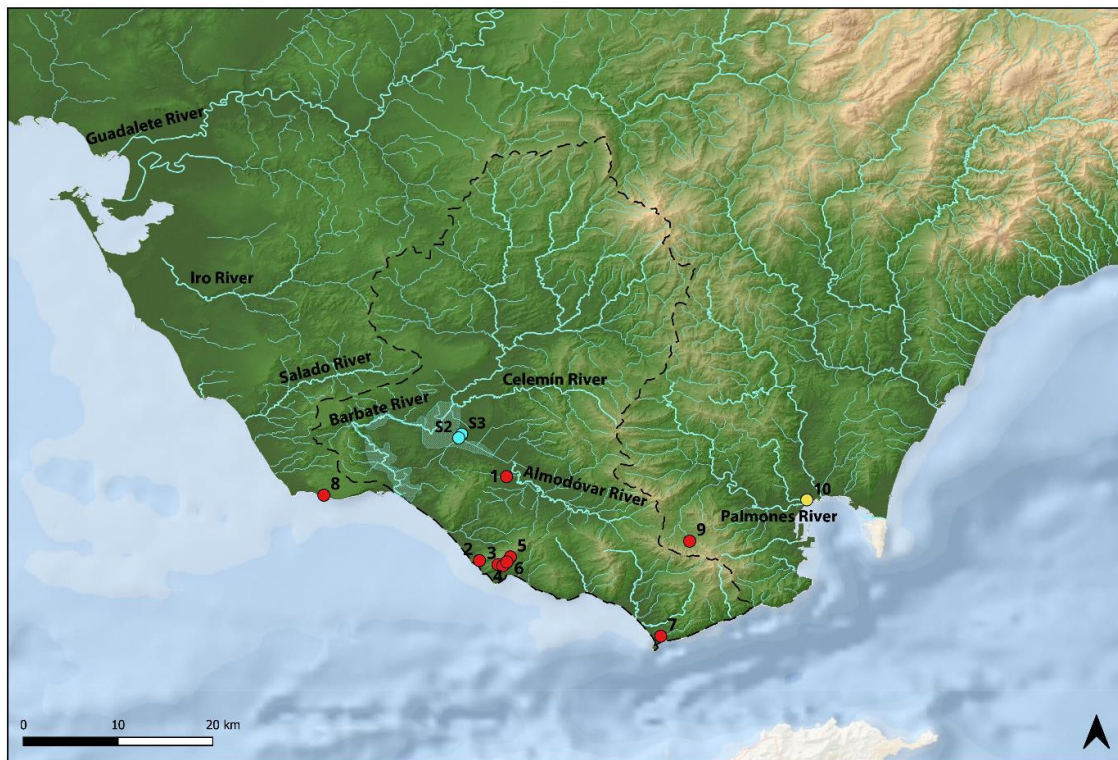 Guadalete River
Iro River
Salado River
Celemín River
Barbate River
S2
S3
1
Almodóvar River
8
10
Palmones River
9
2
3
5
4
6
7
0
10
20 km